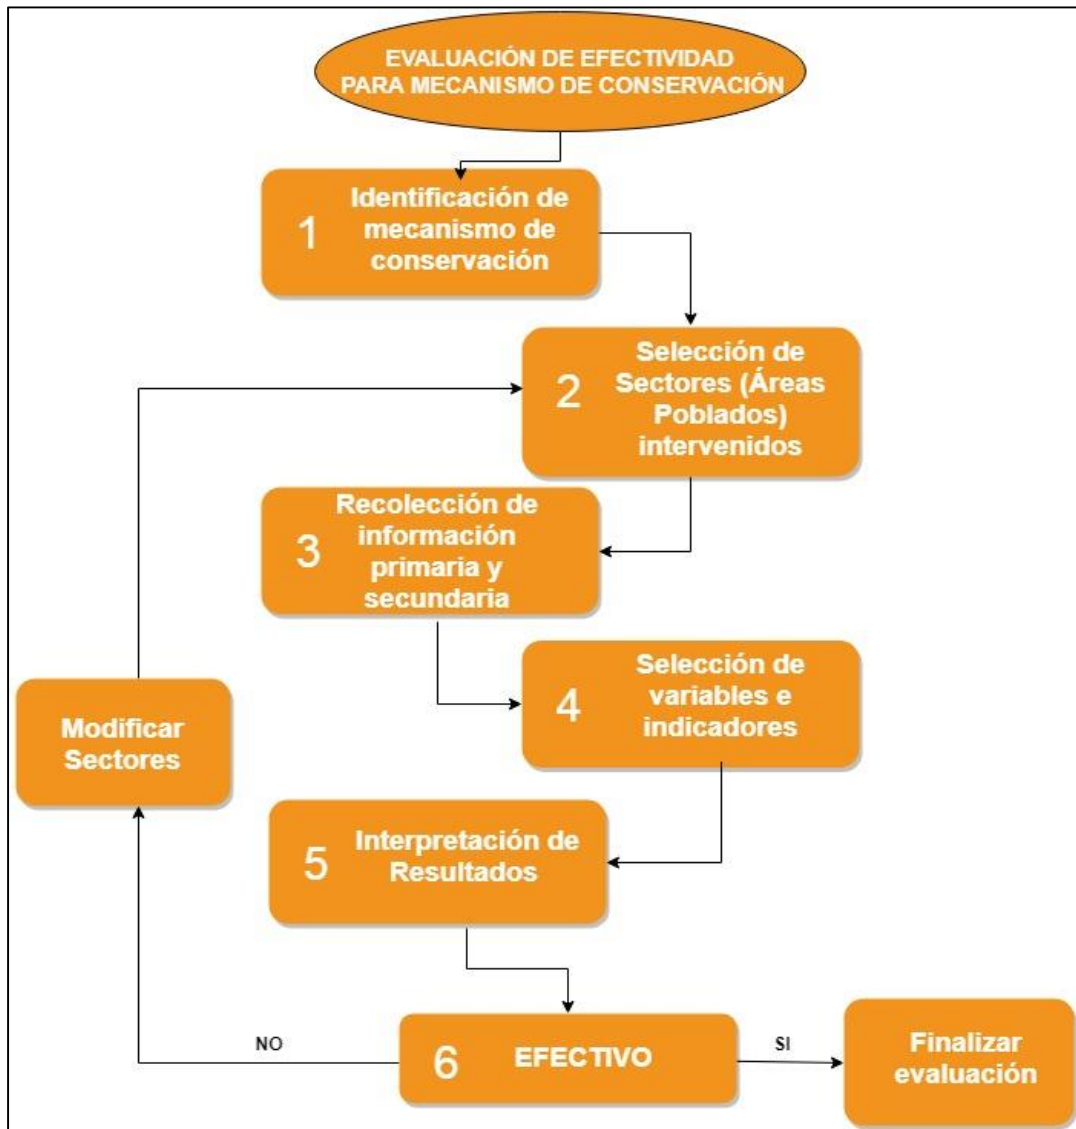 EVALUACIÓN DE EFECTIVIDAD
PARA MECANISMO DE CONSERVACIÓN
1
Identificación de
mecanismo de
conservación
2
Selección de
Sectores (Áreas
Poblados)
intervenidos
3
Recolección de
información
primaria y
secundaria
4
Selección de
variables e
indicadores
Modificar
Sectores
5
Interpretación de
Resultados
NO
6
EFECTIVO
SI
Finalizar
evaluación